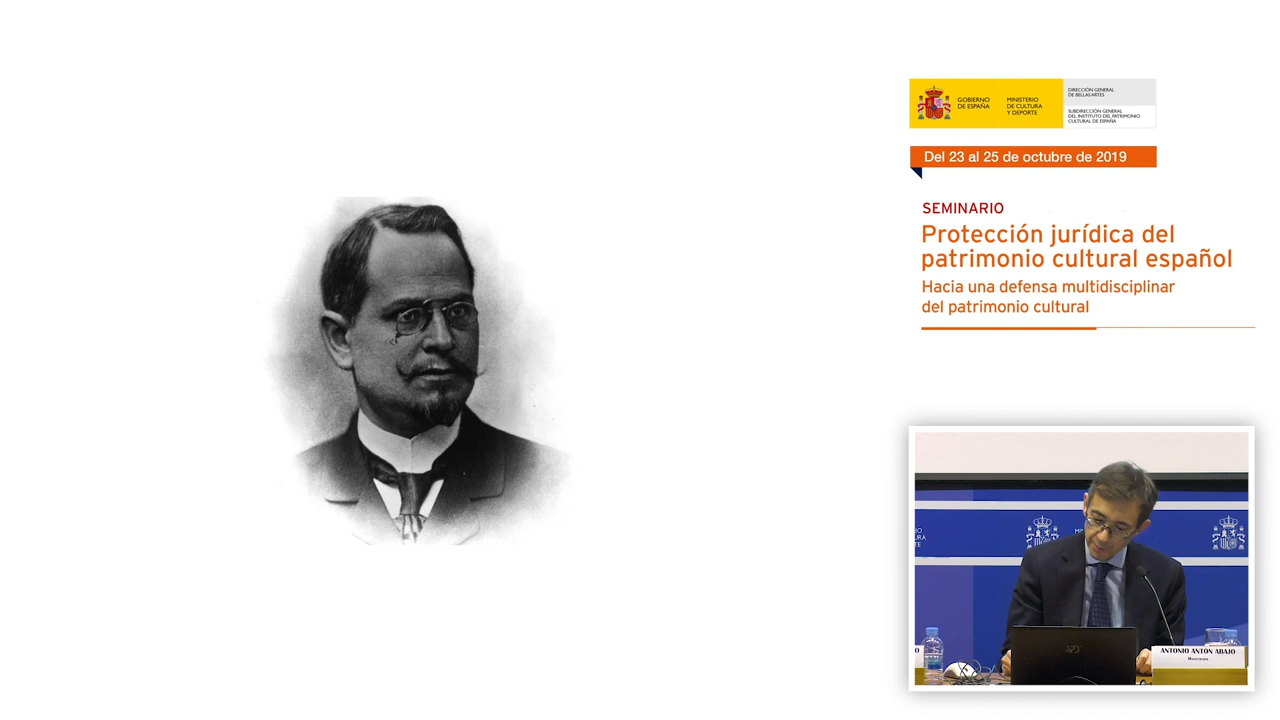 GOBIERNO
DE ESPAÑA
MINISTERIO
DE CULTURA
Y DEPORTE
DIRECCIÓN GENERAL
DE BELLAS ARTES
SUBDIRECCIÓN GENERAL
DEL INSTITUTO DEL PATRIMONIO
CULTURAL DE ESPAÑA
Del 23 al 25 de octubre de 2019
SEMINARIO
Protección jurídica del
patrimonio cultural español
Hacia una defensa multidisciplinar
del patrimonio cultural
ANTONIO ANTÓN ABAJO